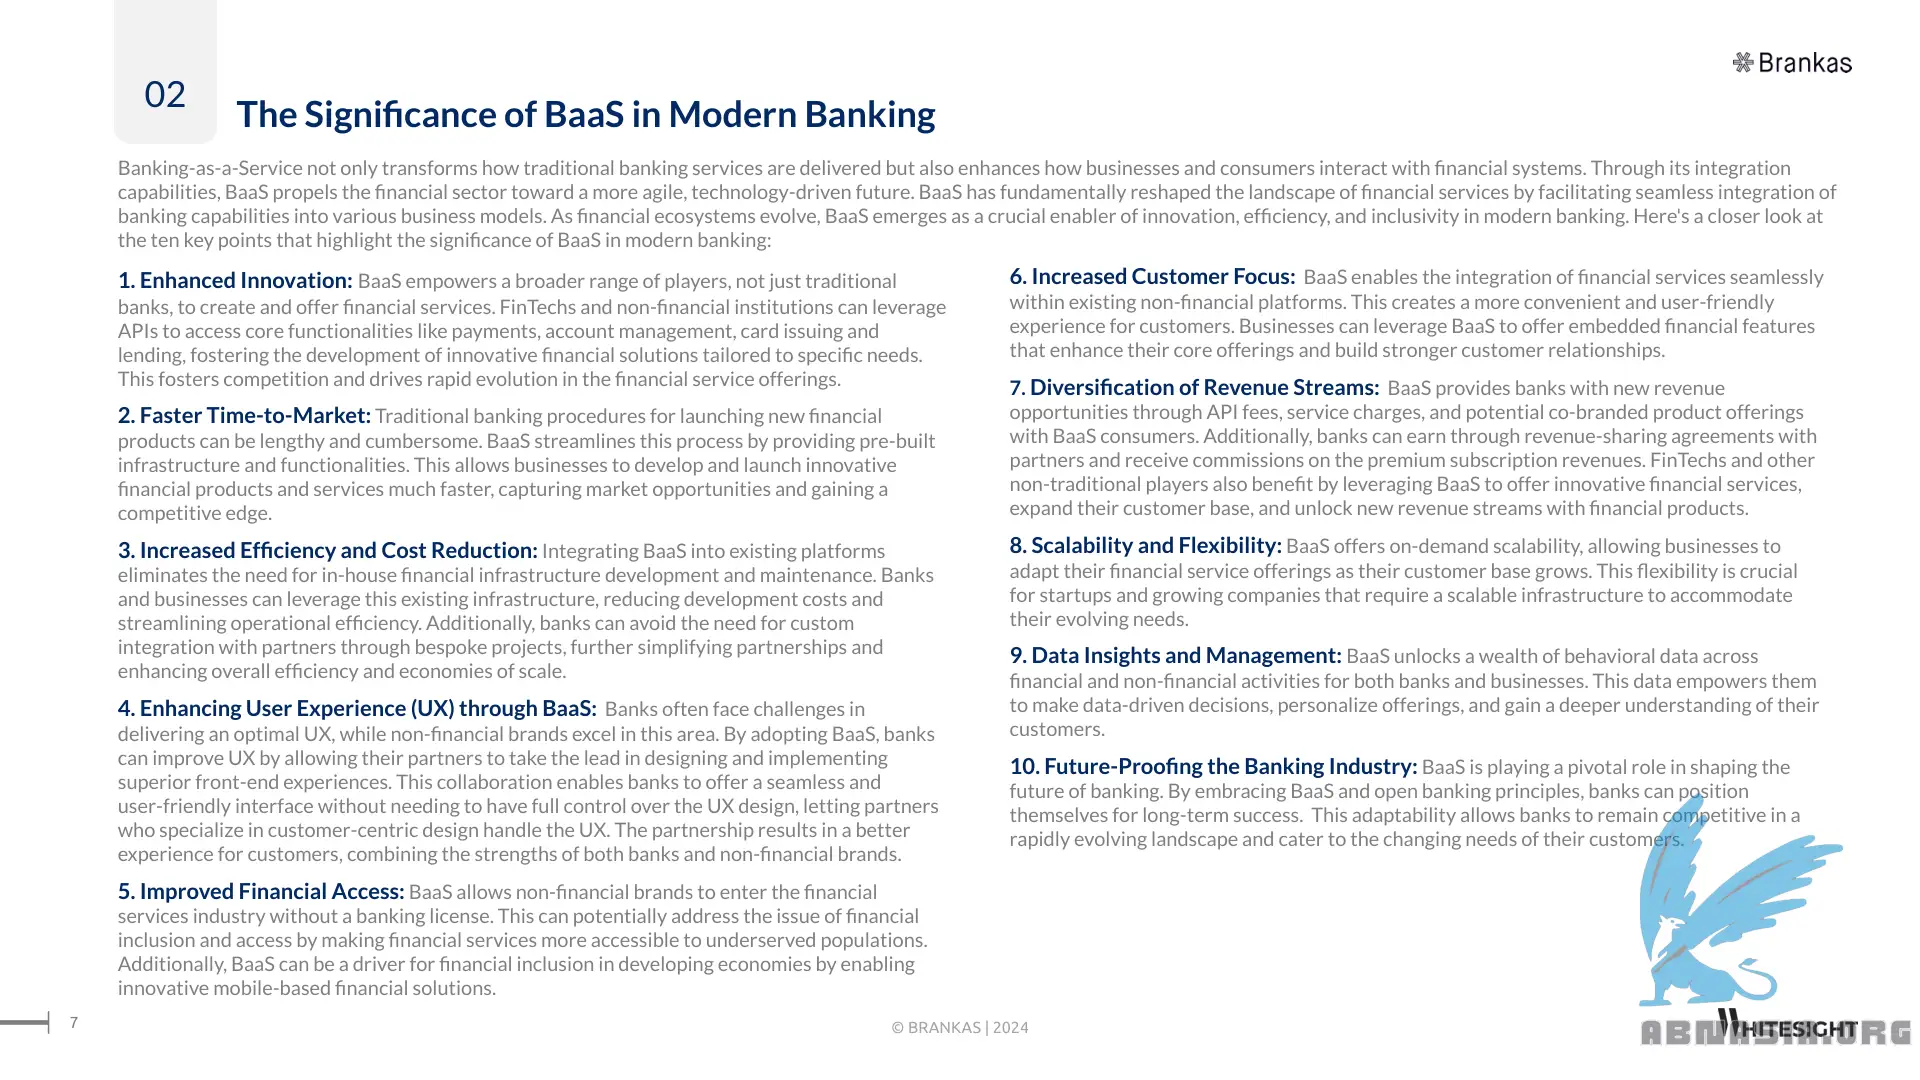 02
Brankas
The Significance of BaaS in Modern Banking
Banking-as-a-Service not only transforms how traditional banking services are delivered but also enhances how businesses and consumers interact with financial systems. Through its integration
capabilities, BaaS propels the financial sector toward a more agile, technology-driven future. BaaS has fundamentally reshaped the landscape of financial services by facilitating seamless integration of
banking capabilities into various business models. As financial ecosystems evolve, BaaS emerges as a crucial enabler of innovation, efficiency, and inclusivity in modern banking. Here's a closer look at
the ten key points that highlight the significance of BaaS in modern banking:
1. Enhanced Innovation: BaaS empowers a broader range of players, not just traditional
banks, to create and offer financial services. FinTechs and non-financial institutions can leverage
APIs to access core functionalities like payments, account management, card issuing and
lending, fostering the development of innovative financial solutions tailored to specific needs.
This fosters competition and drives rapid evolution in the financial service offerings.
2. Faster Time-to-Market: Traditional banking procedures for launching new financial
products can be lengthy and cumbersome. BaaS streamlines this process by providing pre-built
infrastructure and functionalities. This allows businesses to develop and launch innovative
financial products and services much faster, capturing market opportunities and gaining a
competitive edge.
3. Increased Efficiency and Cost Reduction: Integrating BaaS into existing platforms
eliminates the need for in-house financial infrastructure development and maintenance. Banks
and businesses can leverage this existing infrastructure, reducing development costs and
streamlining operational efficiency. Additionally, banks can avoid the need for custom
integration with partners through bespoke projects, further simplifying partnerships and
enhancing overall efficiency and economies of scale.
4. Enhancing User Experience (UX) through BaaS: Banks often face challenges in
delivering an optimal UX, while non-financial brands excel in this area. By adopting BaaS, banks
can improve UX by allowing their partners to take the lead in designing and implementing
superior front-end experiences. This collaboration enables banks to offer a seamless and
user-friendly interface without needing to have full control over the UX design, letting partners
who specialize in customer-centric design handle the UX. The partnership results in a better
experience for customers, combining the strengths of both banks and non-financial brands.
5. Improved Financial Access: BaaS allows non-financial brands to enter the financial
services industry without a banking license. This can potentially address the issue of financial
inclusion and access by making financial services more accessible to underserved populations.
Additionally, BaaS can be a driver for financial inclusion in developing economies by enabling
innovative mobile-based financial solutions.
6. Increased Customer Focus: BaaS enables the integration of financial services seamlessly
within existing non-financial platforms. This creates a more convenient and user-friendly
experience for customers. Businesses can leverage BaaS to offer embedded financial features
that enhance their core offerings and build stronger customer relationships.
7. Diversification of Revenue Streams: BaaS provides banks with new revenue
opportunities through API fees, service charges, and potential co-branded product offerings
with BaaS consumers. Additionally, banks can earn through revenue-sharing agreements with
partners and receive commissions on the premium subscription revenues. FinTechs and other
non-traditional players also benefit by leveraging BaaS to offer innovative financial services,
expand their customer base, and unlock new revenue streams with financial products.
8. Scalability and Flexibility: BaaS offers on-demand scalability, allowing businesses to
adapt their financial service offerings as their customer base grows. This flexibility is crucial
for startups and growing companies that require a scalable infrastructure to accommodate
their evolving needs.
9. Data Insights and Management: BaaS unlocks a wealth of behavioral data across
financial and non-financial activities for both banks and businesses. This data empowers them
to make data-driven decisions, personalize offerings, and gain a deeper understanding of their
customers.
10. Future-Proofing the Banking Industry: BaaS is playing a pivotal role in shaping the
future of banking. By embracing BaaS and open banking principles, banks can position
themselves for long-term success. This adaptability allows banks to remain competitive in a
rapidly evolving landscape and cater to the changing needs of their customers.
7
© BRANKAS | 2024
WHITESIGHT
ABNASIA.ORG